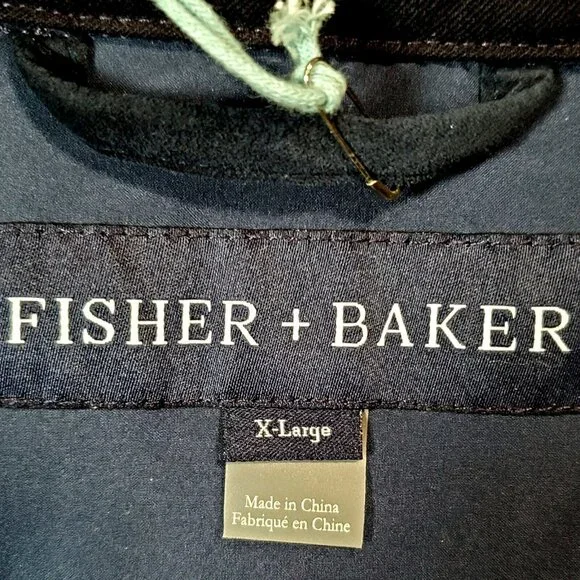 FISHER + BAKER
X-Large
Made in China
Fabriqué en Chine